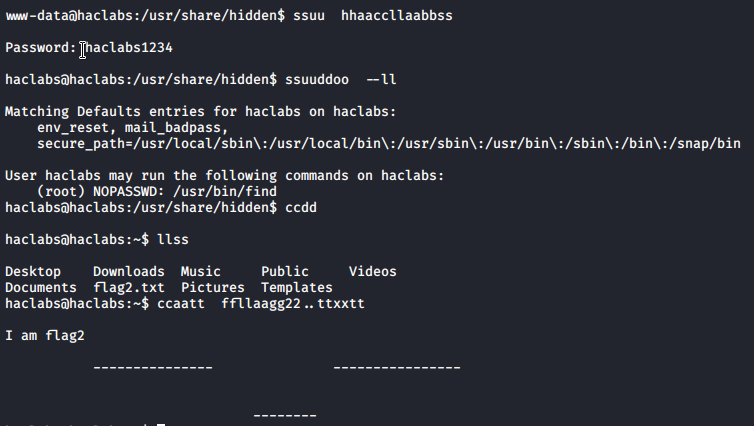 www-data@haclabs:/usr/share/hidden$ ssuu  hhaaccllaabbss
Password: haclabs1234
haclabs@haclabs:/usr/share/hidden$ ssuuddoo  --ll
Matching Defaults entries for haclabs on haclabs:
    env_reset, mail_badpass,
    secure_path=/usr/local/sbin\:/usr/local/bin\:/usr/sbin\:/usr/bin\:/sbin\:/bin\:/snap/bin
User haclabs may run the following commands on haclabs:
    (root) NOPASSWD: /usr/bin/find
haclabs@haclabs:/usr/share/hidden$ ccdd
haclabs@haclabs:~$ llss
Desktop    Downloads  Music     Public     Videos
Documents  flag2.txt  Pictures  Templates
haclabs@haclabs:~$ ccaatt  ffllaagg22..ttxxtt
I am flag2
           ---------------               ----------------
                               --------